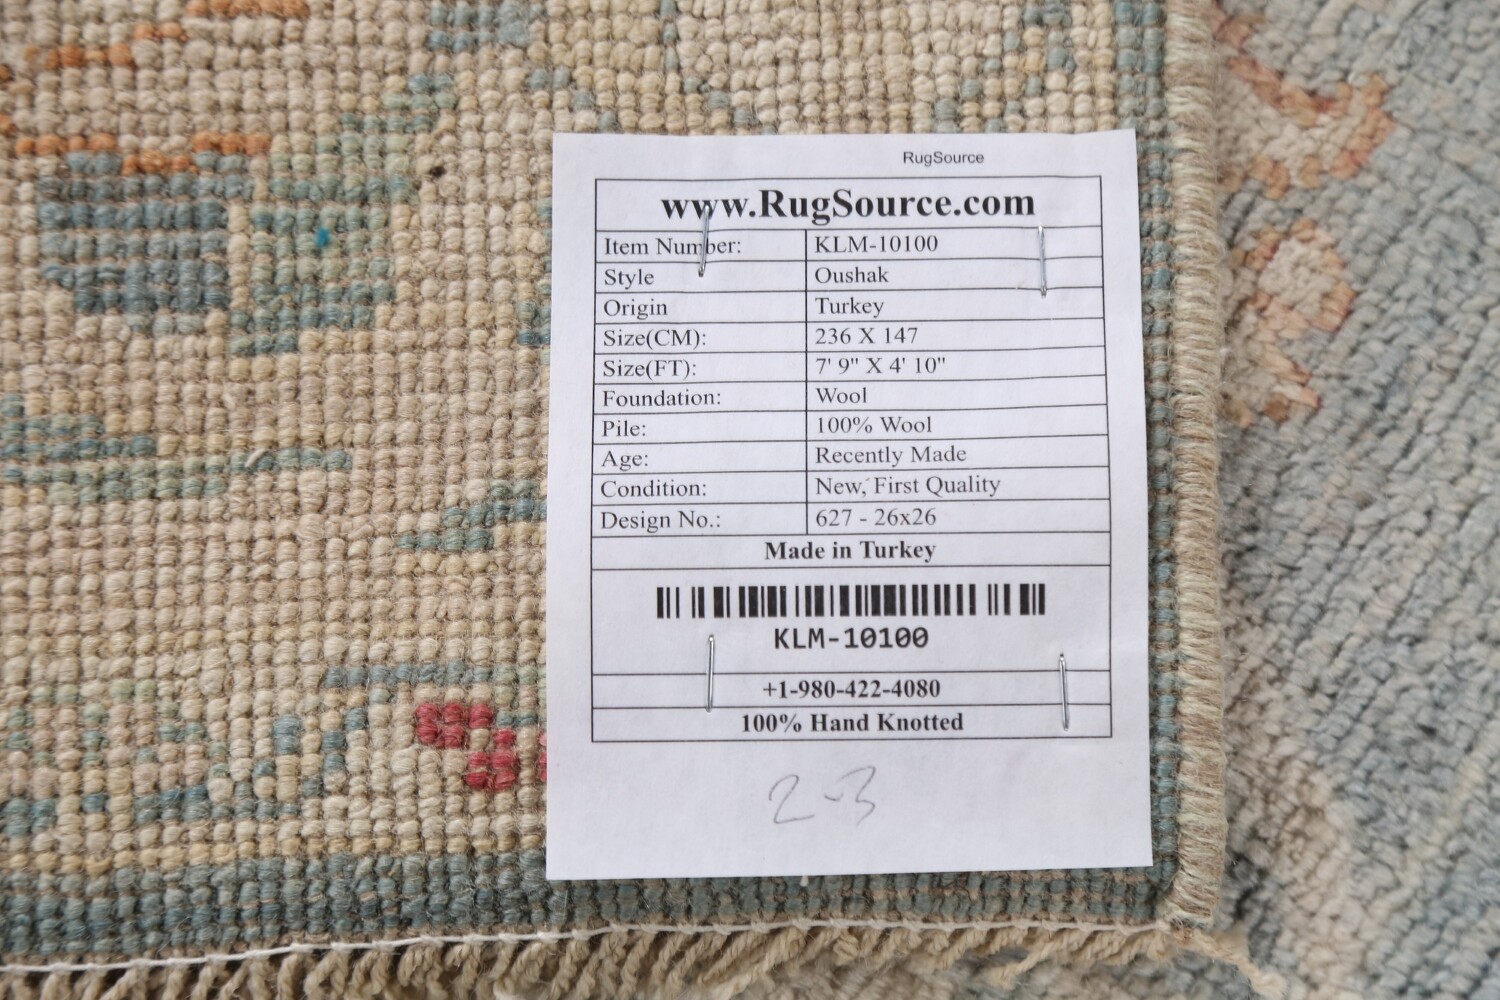 RugSource
www.RugSource.com
Item Number: KLM-10100
Style Oushak
Origin Turkey
Size(CM): 236 X 147
Size(FT): 7' 9" X 4' 10"
Foundation: Wool
Pile: 100% Wool
Age: Recently Made
Condition: New, First Quality
Design No.: 627 - 26x26
Made in Turkey
KLM-10100
+1-980-422-4080
100% Hand Knotted
2-3